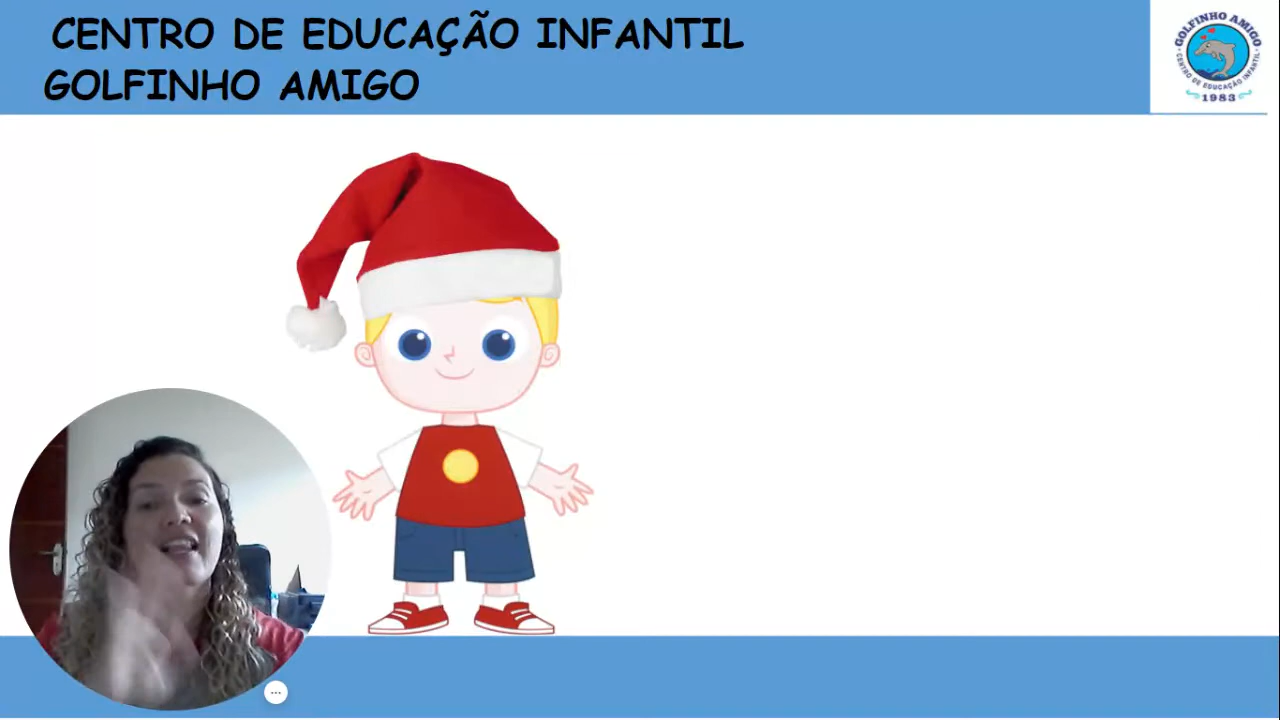 CENTRO DE EDUCAÇÃO INFANTIL
GOLFINHO AMIGO
GOLFINHO AMIGO
CENTRO DE EDUCAÇÃO INFANTIL
1983